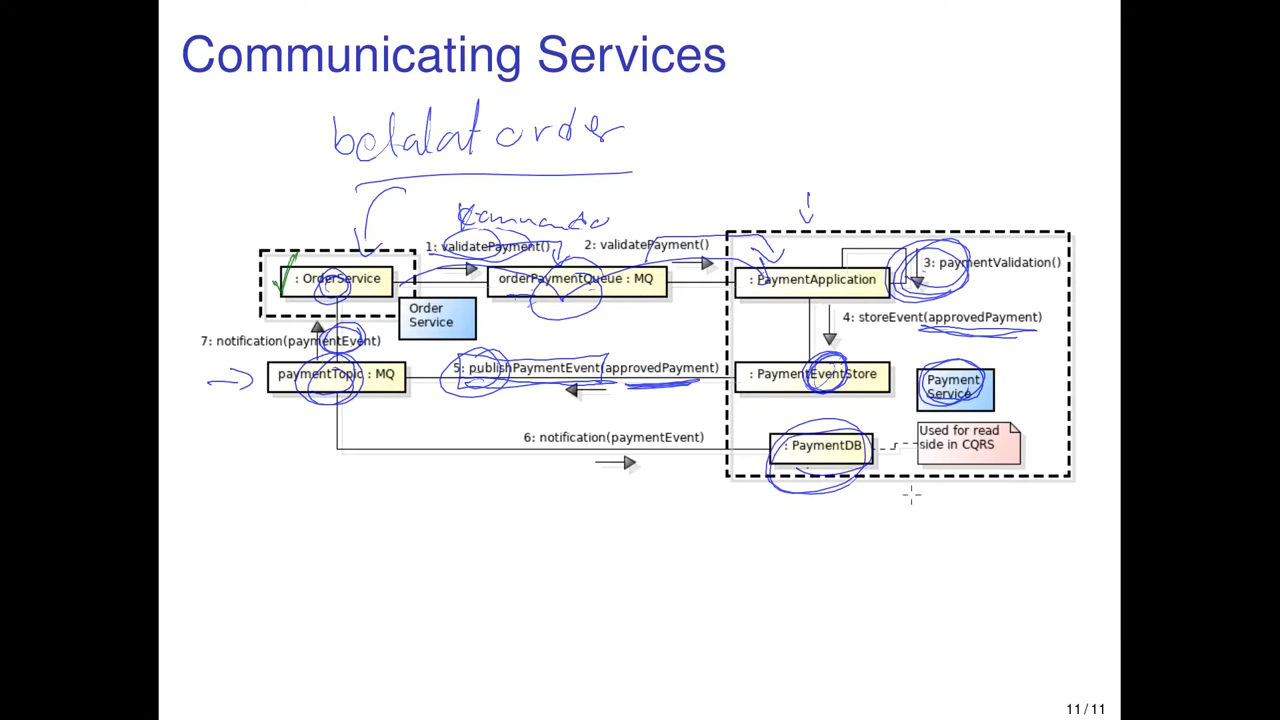 Communicating Services
betalat order
Kommando
1: validatePayment()
2: validatePayment()
: OrderService
orderPaymentQueue : MQ
: PaymentApplication
3: paymentValidation()
Order
Service
4: storeEvent(approvedPayment)
7: notification(paymentEvent)
paymentTopic : MQ
5: publishPaymentEvent(approvedPayment)
: PaymentEventStore
Payment
Service
6: notification(paymentEvent)
: PaymentDB
Used for read
side in CQRS
11 / 11